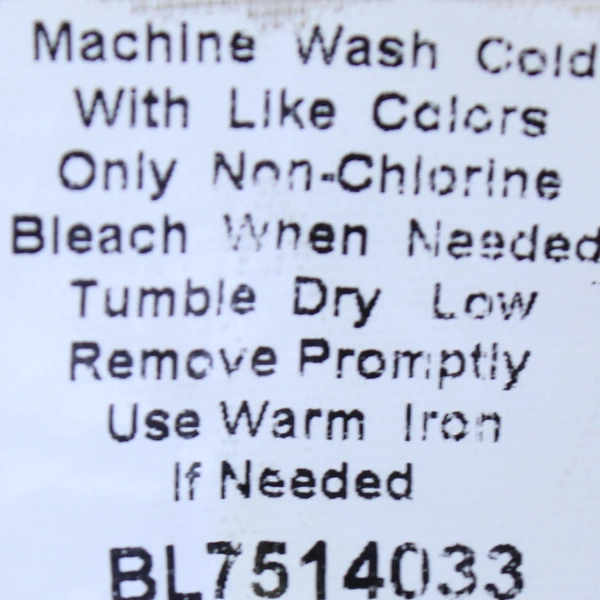 Machine Wash Cold
With Like Colors
Only Non-Chlorine
Bleach When Needed
Tumble Dry Low
Remove Promptly
Use Warm Iron
If Needed
BL7514033